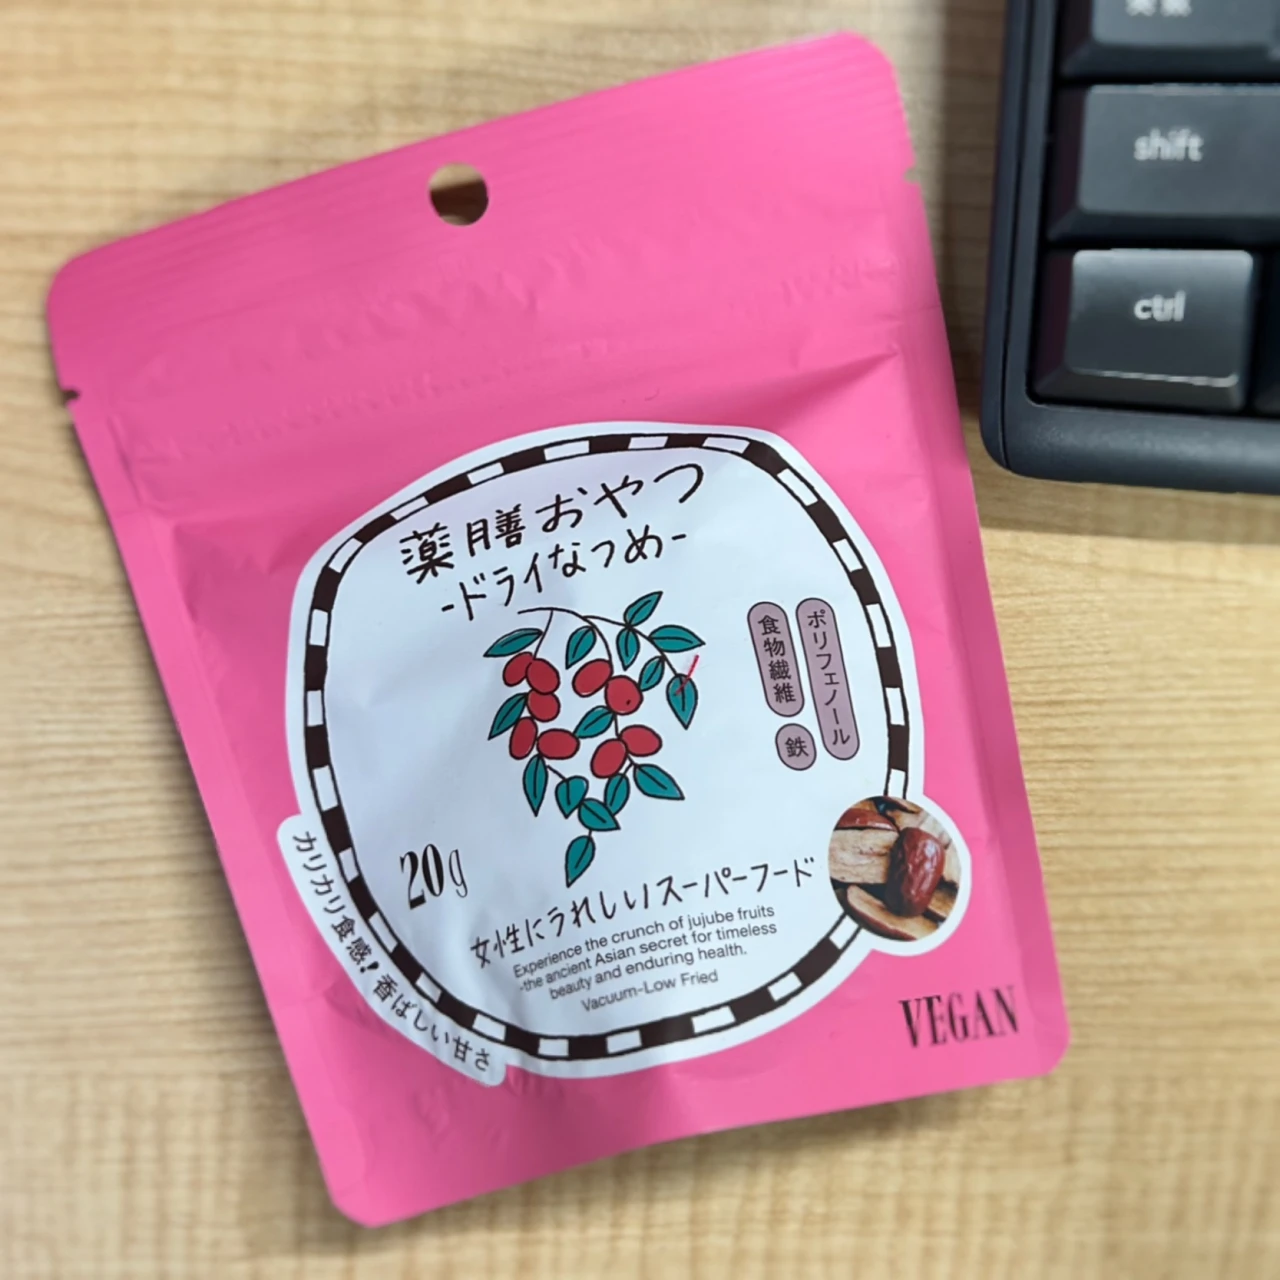 薬膳おやつ
-ドライなつめ-
ポリフェノール
食物繊維
鉄
20g
女性にうれしいスーパーフード
Experience the crunch of jujube fruits
-the ancient Asian secret for timeless
beauty and enduring health.
Vacuum-Low Fried
カリカリ食感！香ばしい甘さ
VEGAN
shift
ctrl